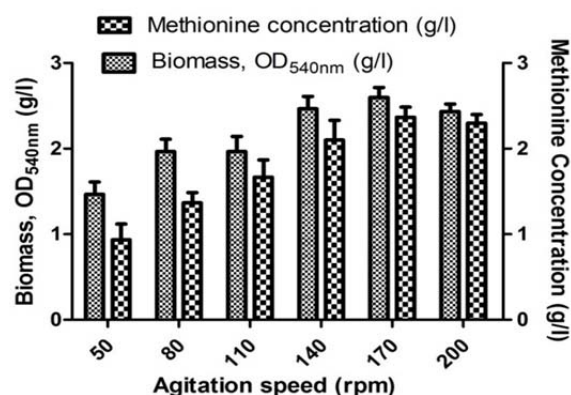 Methionine concentration (g/l)
Biomass, OD540nm (g/l)
Biomass, OD540nm (g/l)
3
2
1
0
3
2
1
0
Methionine Concentration (g/l)
50
80
110
140
170
200
Agitation speed (rpm)